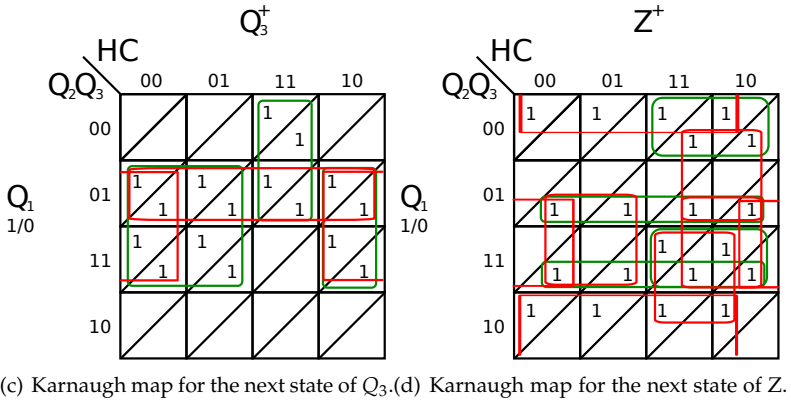 Q₃⁺
HC
Q₂Q₃ 00 01 11 10
1
00 1
1 1 1 1
01
1 1 1 1
Q₁
1/0
1 1 1
11
1 1 1
10
(c) Karnaugh map for the next state of Q₃.
Z⁺
HC
Q₂Q₃ 00 01 11 10
1 1 1 1
00
1 1
01
1 1 1 1
Q₁
1/0
1 1
11
1 1 1 1
1 1 1 1
10
(d) Karnaugh map for the next state of Z.